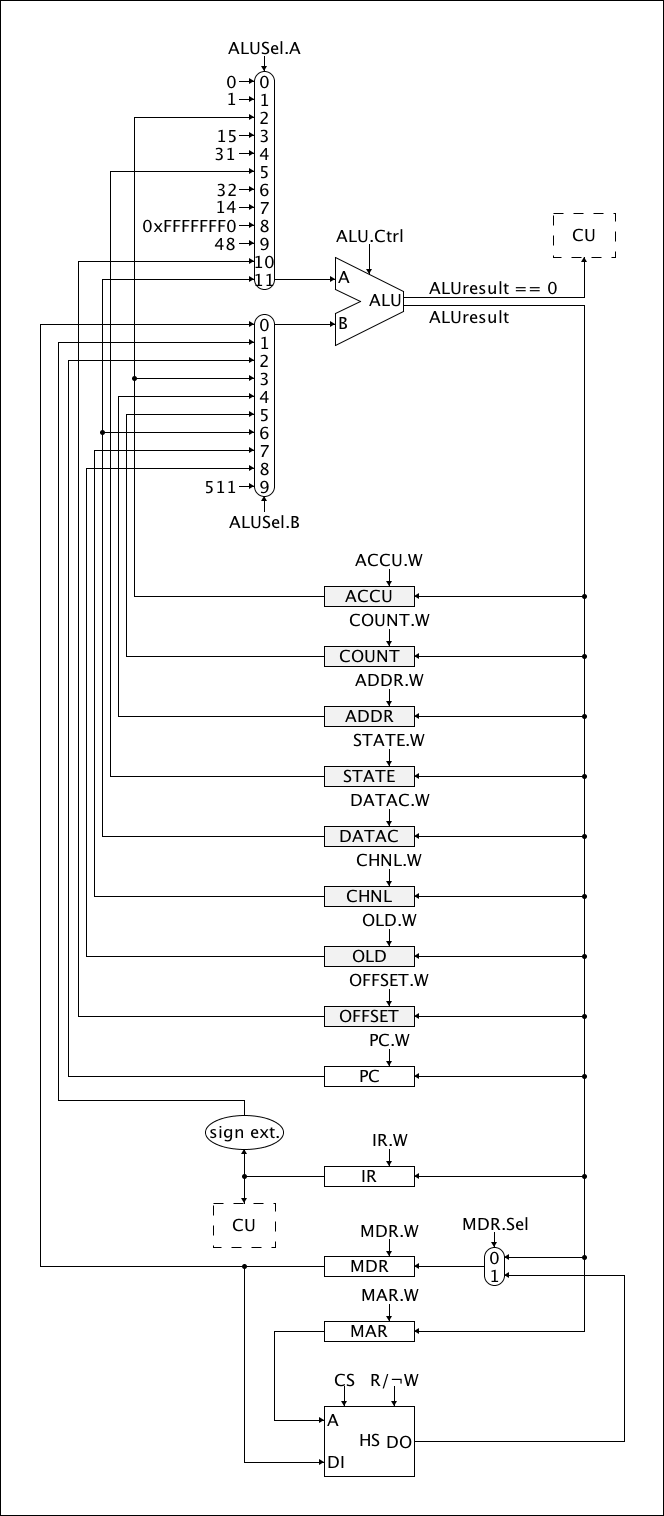 ALUSel.A
0 0
1 1
2
15 3
31 4
5
32 6
14 7
0xFFFFFFF0 8
48 9
10
11
ALU.Ctrl
A
ALU
B
CU
ALUresult == 0
ALUresult
0
1
2
3
4
5
6
7
8
511 9
ALUSel.B
ACCU.W
ACCU
COUNT.W
COUNT
ADDR.W
ADDR
STATE.W
STATE
DATAC.W
DATAC
CHNL.W
CHNL
OLD.W
OLD
OFFSET.W
OFFSET
PC.W
PC
sign ext.
IR.W
IR
CU
MDR.Sel
0
1
MDR.W
MDR
MAR.W
MAR
CS R/¬W
A
HS DO
DI